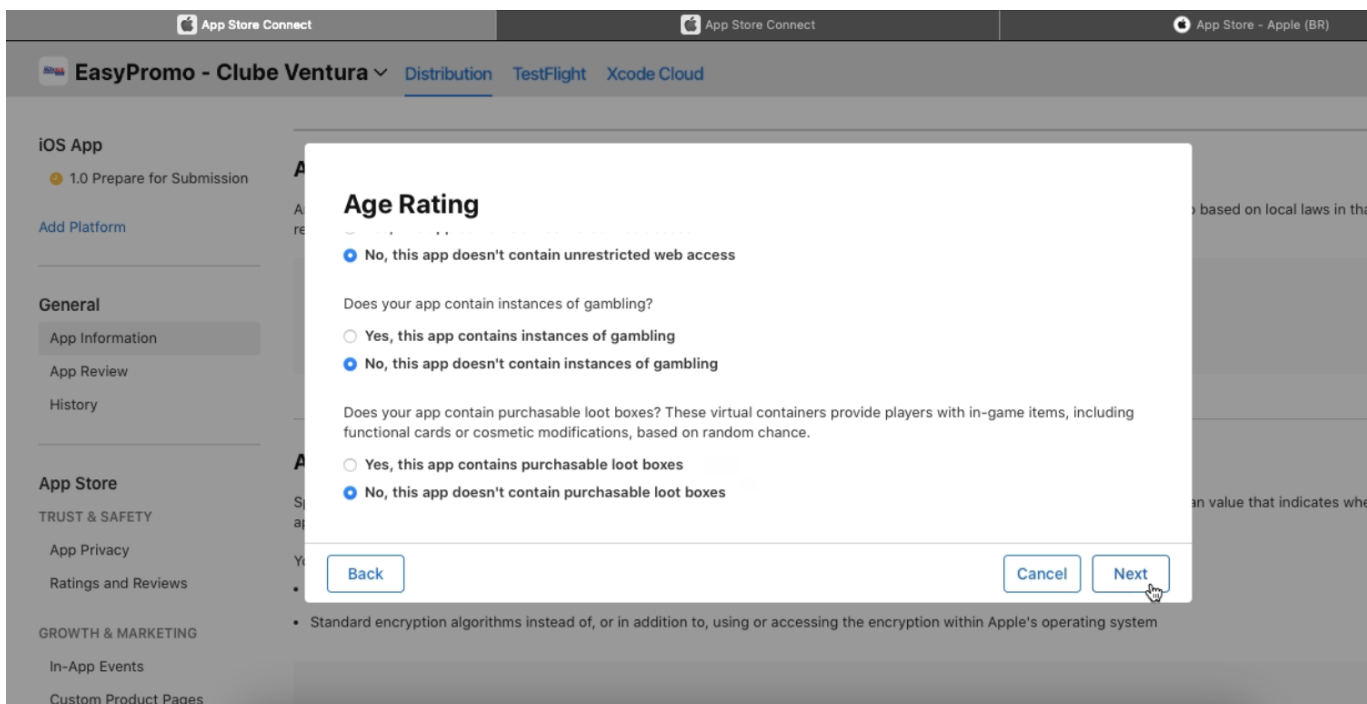 App Store Connect
App Store Connect
App Store - Apple (BR)
EasyPromo - Clube Ventura
Distribution
TestFlight
Xcode Cloud
iOS App
1.0 Prepare for Submission
Add Platform
General
App Information
App Review
History
App Store
TRUST & SAFETY
App Privacy
Ratings and Reviews
GROWTH & MARKETING
In-App Events
Custom Product Pages
based on local laws in
Age Rating
No, this app doesn't contain unrestricted web access
Does your app contain instances of gambling?
Yes, this app contains instances of gambling
No, this app doesn't contain instances of gambling
Does your app contain purchasable loot boxes? These virtual containers provide players with in-game items, including
functional cards or cosmetic modifications, based on random chance.
Yes, this app contains purchasable loot boxes
No, this app doesn't contain purchasable loot boxes
Back
Cancel
Next
value that indicates
• Standard encryption algorithms instead of, or in addition to, using or accessing the encryption within Apple's operating system